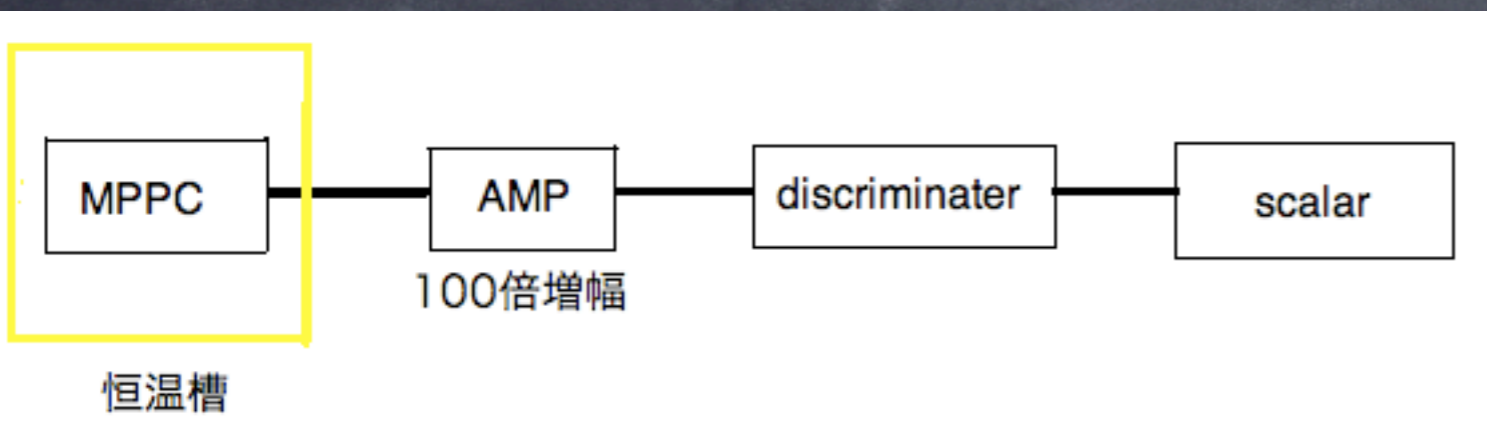 MPPC
AMP
discriminater
scalar
100倍増幅
恒温槽